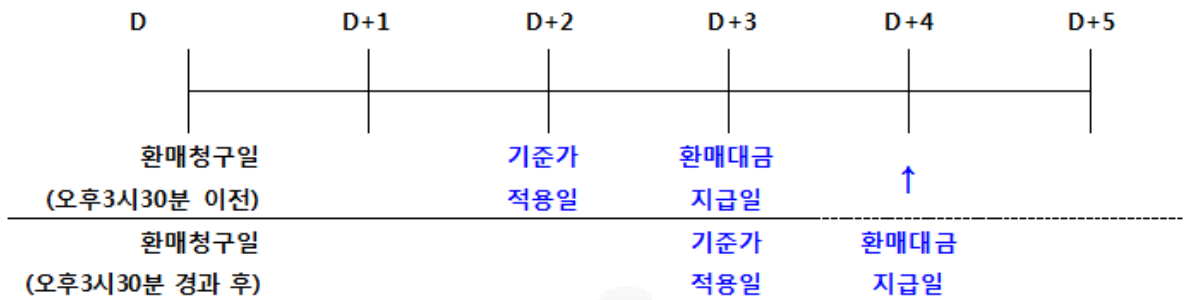 D D+1 D+2 D+3 D+4 D+5
환매청구일 기준가 환매대금
(오후3시30분 이전) 적용일 지급일 ↑
환매청구일 기준가 환매대금
(오후3시30분 경과 후) 적용일 지급일